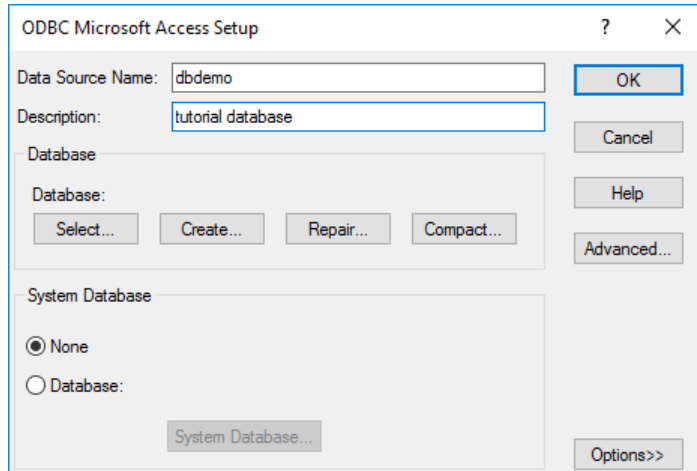 ODBC Microsoft Access Setup ?
Data Source Name: dbdemo
OK
Description: tutorial database
Cancel
Database
Database:
Select... Create... Repair... Compact...
Help
Advanced...
System Database
None
Database:
System Database...
Options>>